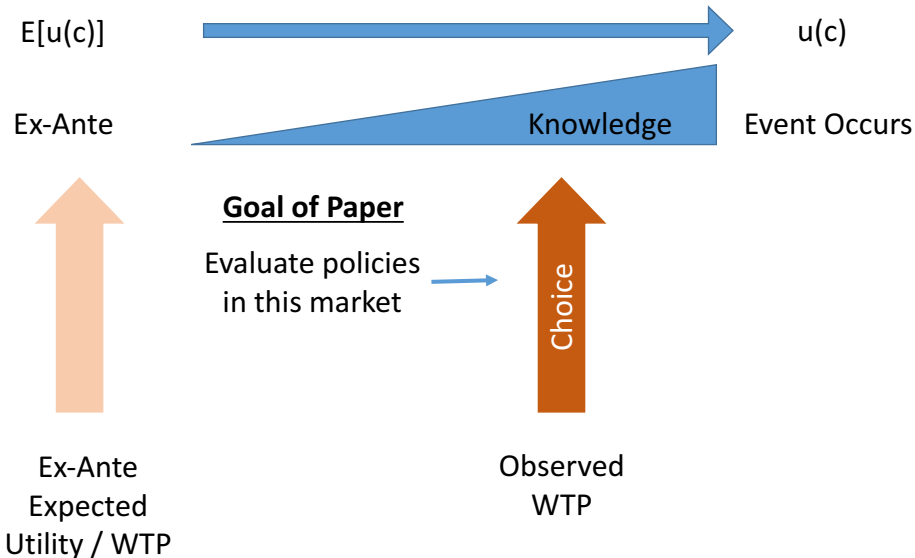 E[u(c)]
u(c)
Ex-Ante
Knowledge
Event Occurs
Goal of Paper
Evaluate policies
in this market
Choice
Ex-Ante
Expected
Utility / WTP
Observed
WTP